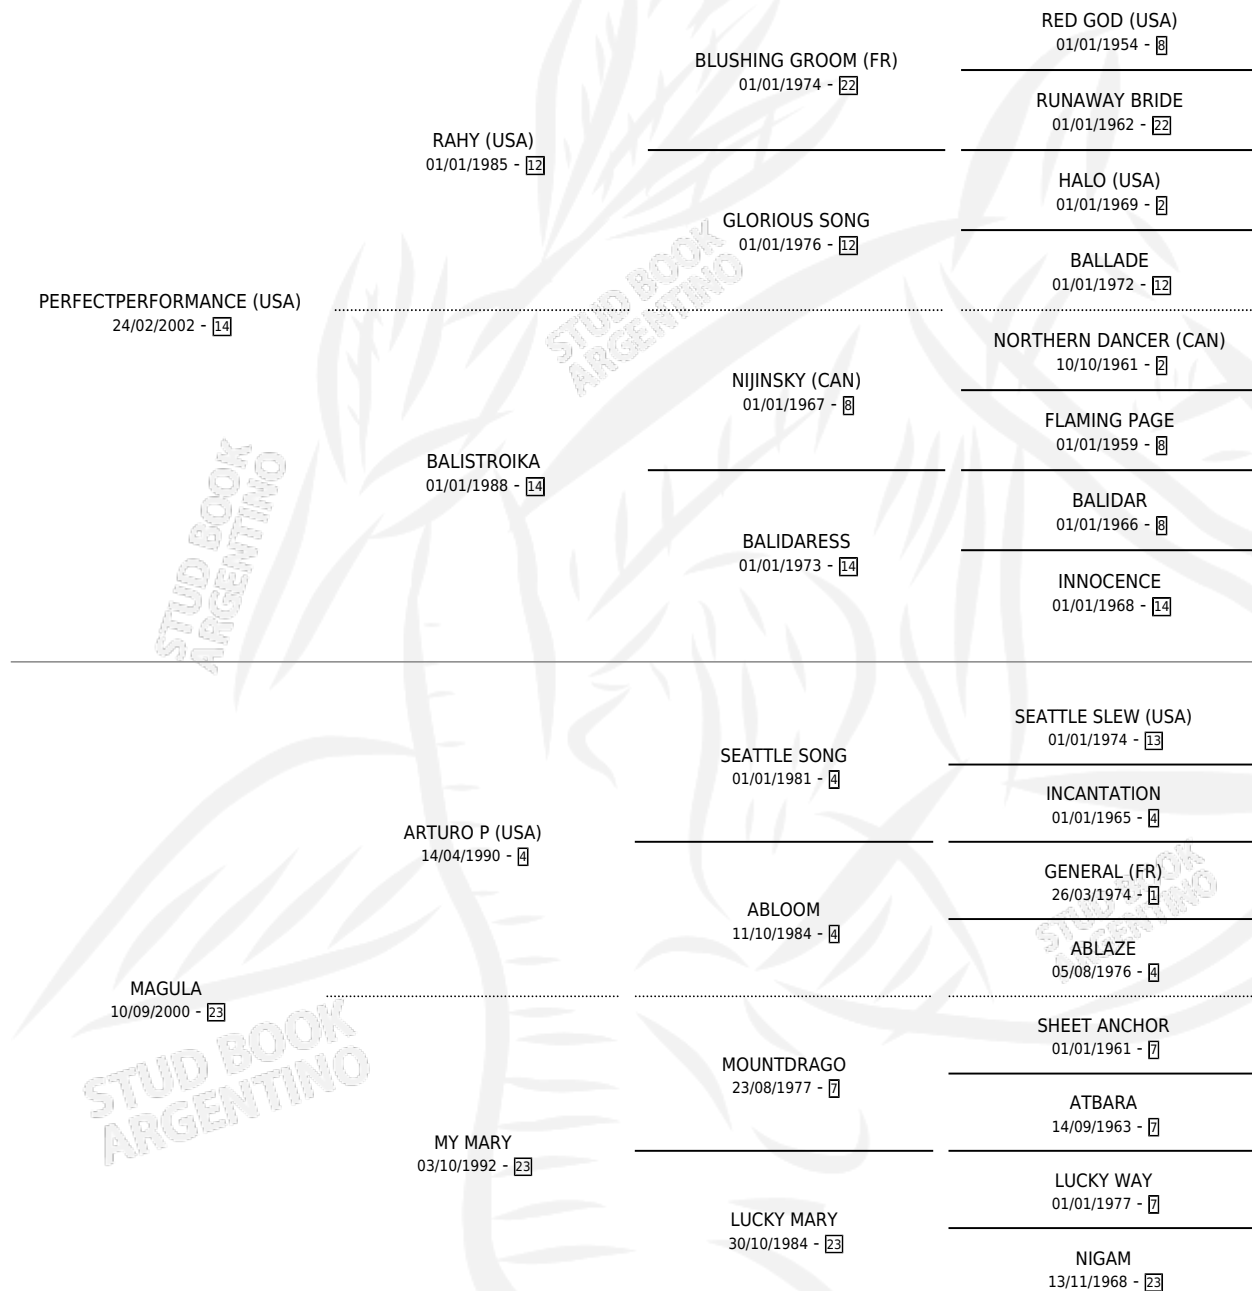 RED GOD (USA)
01/01/1954 - 8
BLUSHING GROOM (FR)
01/01/1974 - 22
RUNAWAY BRIDE
01/01/1962 - 22
RAHY (USA)
01/01/1985 - 12
HALO (USA)
01/01/1969 - 2
GLORIOUS SONG
01/01/1976 - 12
BALLADE
01/01/1972 - 12
PERFECTPERFORMANCE (USA)
24/02/2002 - 14
NORTHERN DANCER (CAN)
10/10/1961 - 2
NIJINSKY (CAN)
01/01/1967 - 8
FLAMING PAGE
01/01/1959 - 8
BALISTROIKA
01/01/1988 - 14
BALIDAR
01/01/1966 - 8
BALIDARESS
01/01/1973 - 14
INNOCENCE
01/01/1968 - 14
SEATTLE SLEW (USA)
01/01/1974 - 13
SEATTLE SONG
01/01/1981 - 4
INCANTATION
01/01/1965 - 4
ARTURO P (USA)
14/04/1990 - 4
GENERAL (FR)
26/03/1974 - 1
ABLOOM
11/10/1984 - 4
ABLAZE
05/08/1976 - 4
MAGULA
10/09/2000 - 23
SHEET ANCHOR
01/01/1961 - 7
MOUNTDRAGO
23/08/1977 - 7
ATBARA
14/09/1963 - 7
MY MARY
03/10/1992 - 23
LUCKY WAY
01/01/1977 - 7
LUCKY MARY
30/10/1984 - 23
NIGAM
13/11/1968 - 23
STUD BOOK
ARGENTINO
STUD BOOK
ARGENTINO
STUD BOOK
ARGENTINO
STUD BOOK
ARGENTINO